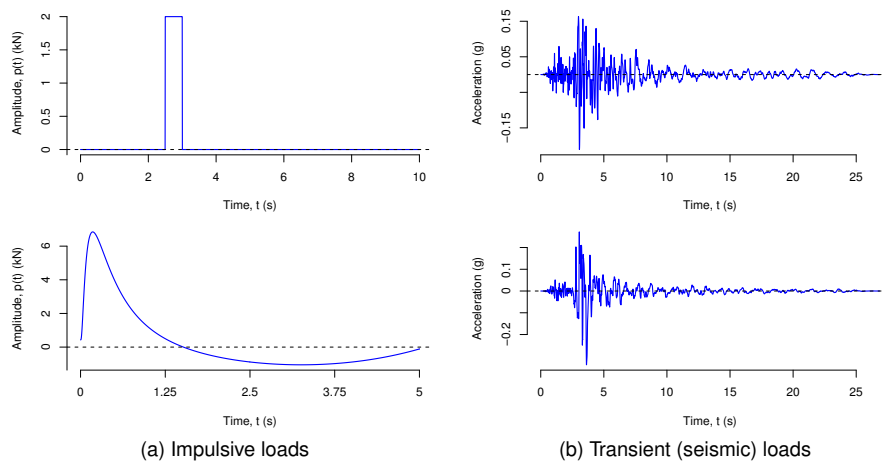 Amplitude, p(t) (kN)
2
1.5
1
0.5
0
0 2 4 6 8 10
Time, t (s)
Amplitude, p(t) (kN)
6
4
2
0
0 1.25 2.5 3.75 5
Time, t (s)
(a) Impulsive loads
Acceleration (g)
0.15
0.05
−0.15
0 5 10 15 20 25
Time, t (s)
Acceleration (g)
0.1
0
−0.2
0 5 10 15 20 25
Time, t (s)
(b) Transient (seismic) loads